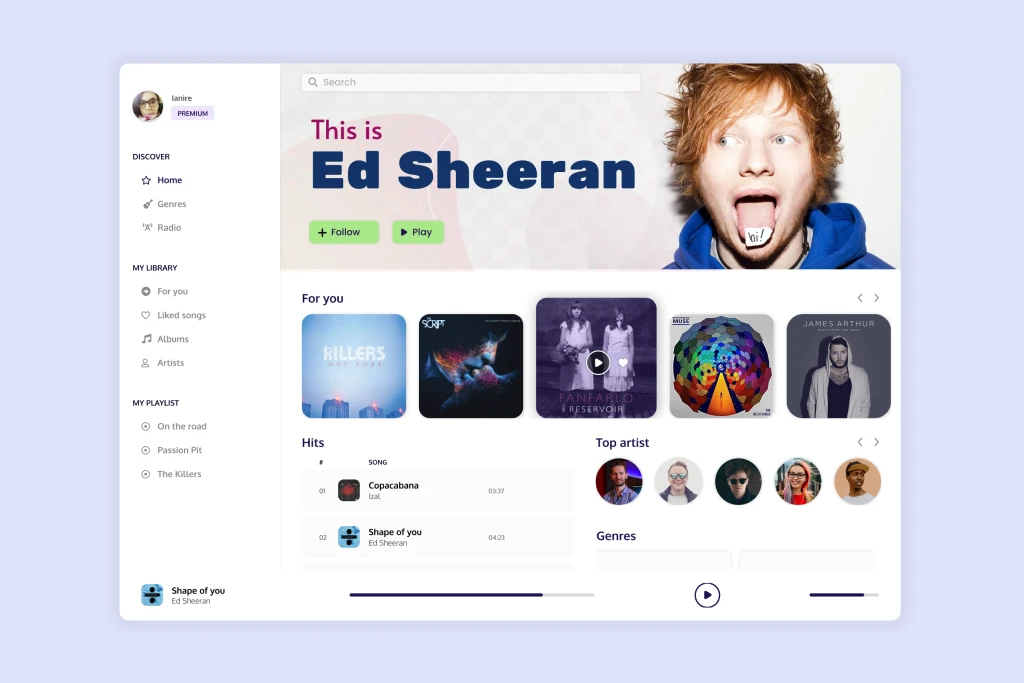 Ianire
PREMIUM
DISCOVER
Home
Genres
Radio
MY LIBRARY
For you
Liked songs
Albums
Artists
MY PLAYLIST
On the road
Passion Pit
The Killers
Search
This is
Ed Sheeran
Follow
Play
hi!
For you
THE KILLERS
HOT FUSS
THE SCRIPT
FANFARLO
RESERVOIR
MUSE
THE RESISTANCE
JAMES ARTHUR
Hits
# SONG
01 Copacabana 03:37
Izal
02 Shape of you 04:23
Ed Sheeran
Top artist
Genres
Shape of you
Ed Sheeran